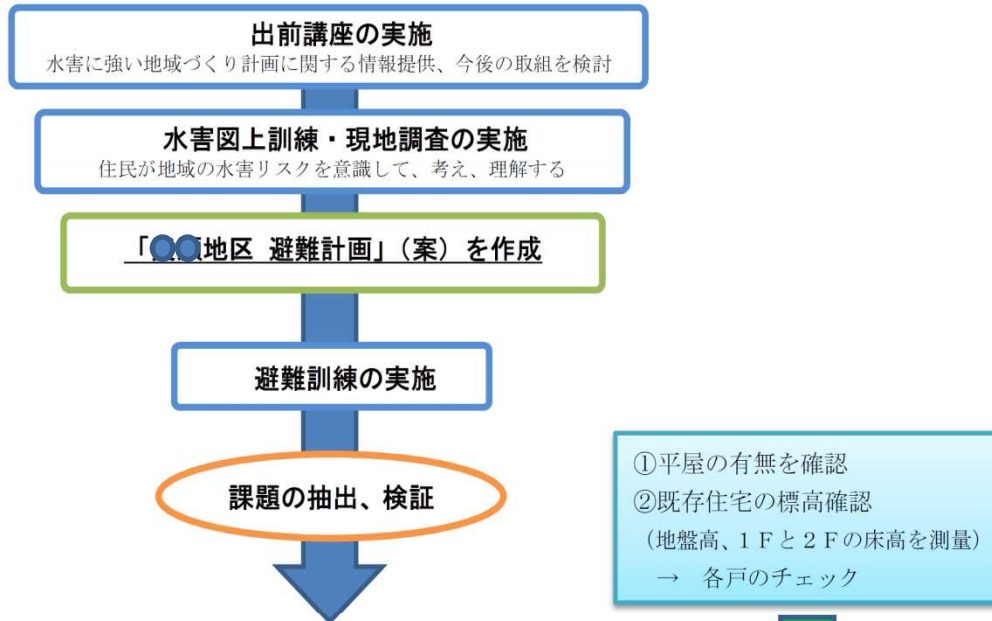 出前講座の実施
水害に強い地域づくり計画に関する情報提供、今後の取組を検討
水害図上訓練・現地調査の実施
住民が地域の水害リスクを意識して、考え、理解する
「●●地区 避難計画」（案）を作成
避難訓練の実施
課題の抽出、検証
①平屋の有無を確認
②既存住宅の標高確認
（地盤高、１Ｆと２Ｆの床高を測量）
→ 各戸のチェック